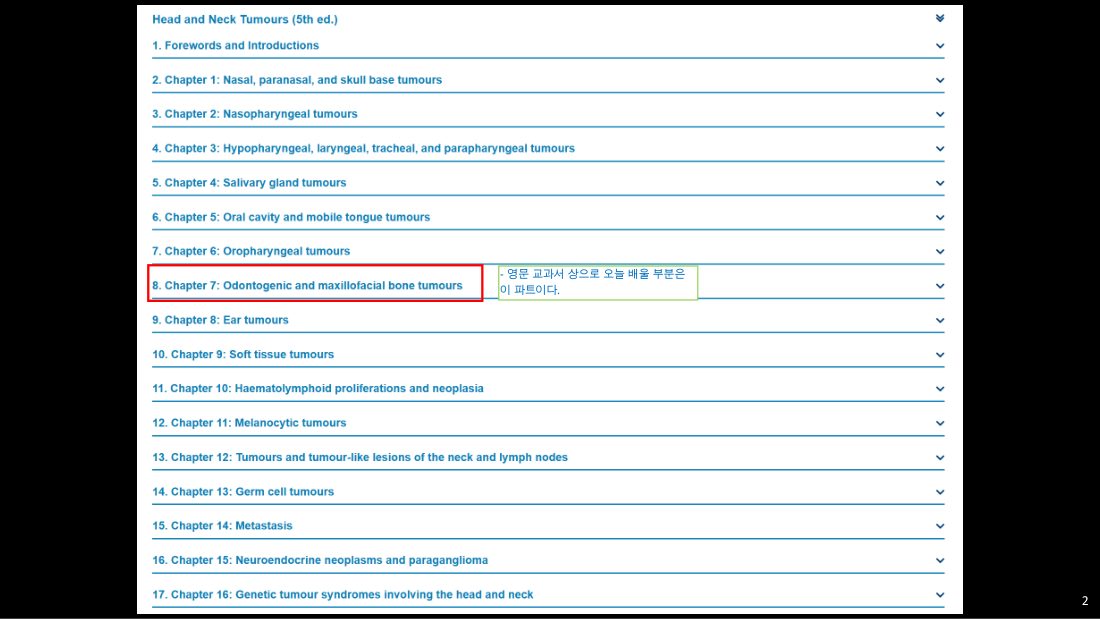 Head and Neck Tumours (5th ed.)
1. Forewords and Introductions
2. Chapter 1: Nasal, paranasal, and skull base tumours
3. Chapter 2: Nasopharyngeal tumours
4. Chapter 3: Hypopharyngeal, laryngeal, tracheal, and parapharyngeal tumours
5. Chapter 4: Salivary gland tumours
6. Chapter 5: Oral cavity and mobile tongue tumours
7. Chapter 6: Oropharyngeal tumours
8. Chapter 7: Odontogenic and maxillofacial bone tumours
- 영문 교과서 상으로 오늘 배울 부분은
이 파트이다.
9. Chapter 8: Ear tumours
10. Chapter 9: Soft tissue tumours
11. Chapter 10: Haematolymphoid proliferations and neoplasia
12. Chapter 11: Melanocytic tumours
13. Chapter 12: Tumours and tumour-like lesions of the neck and lymph nodes
14. Chapter 13: Germ cell tumours
15. Chapter 14: Metastasis
16. Chapter 15: Neuroendocrine neoplasms and paraganglioma
17. Chapter 16: Genetic tumour syndromes involving the head and neck
2